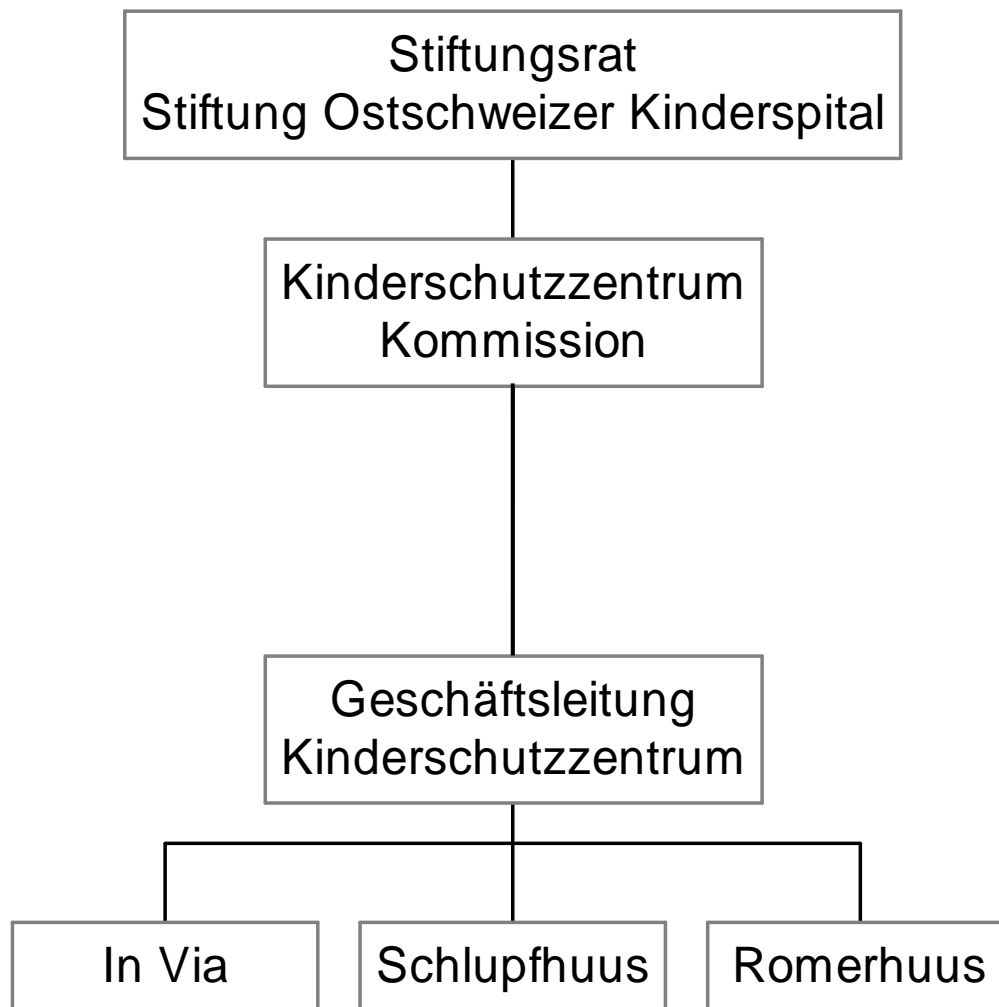 Stiftungsrat
Stiftung Ostschweizer Kinderspital
Kinderschutzzentrum
Kommission
Geschäftsleitung
Kinderschutzzentrum
In Via
Schlupfhuus
Romerhuus